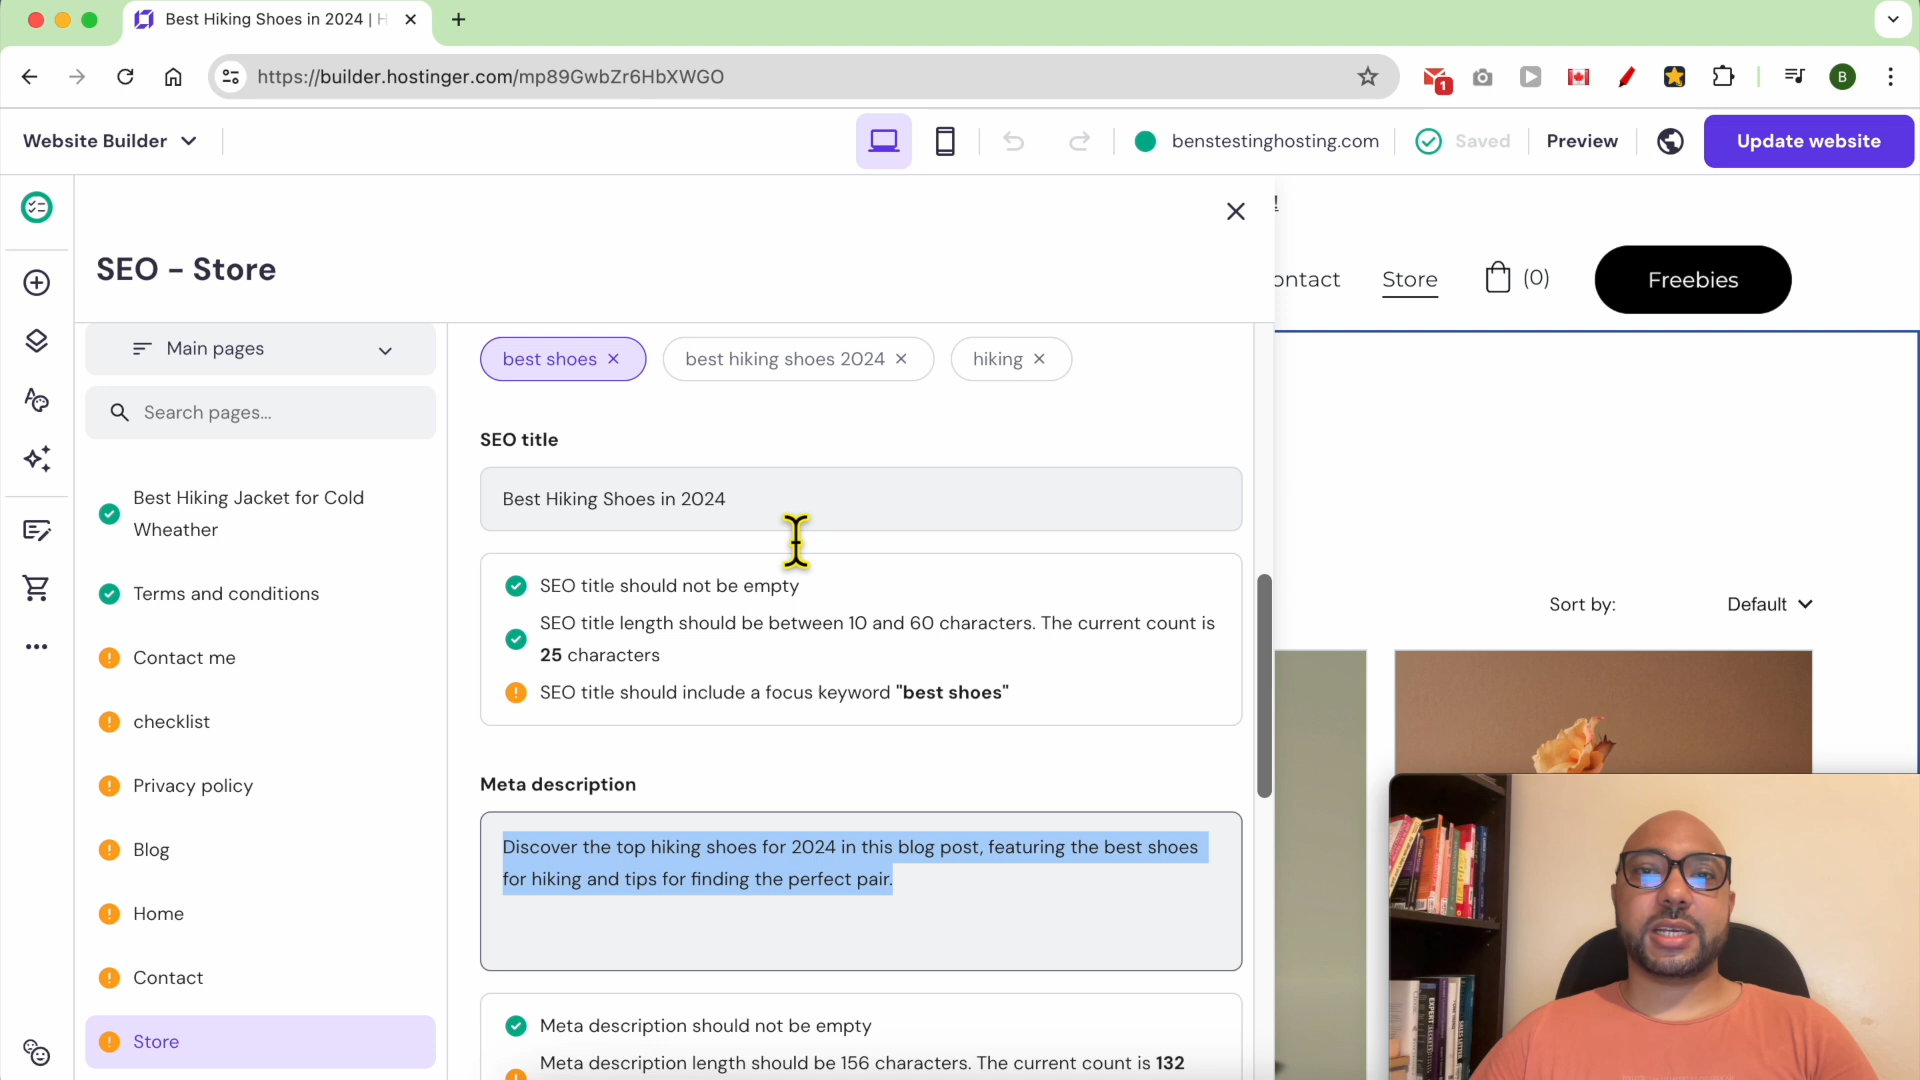 Best Hiking Shoes in 2024 | H
https://builder.hostinger.com/mp89GwbZr6HbXWGO
1
B
Website Builder
benstestinghosting.com
Saved
Preview
Update website
SEO - Store
ontact
Store
(0)
Freebies
Main pages
Search pages...
best shoes
best hiking shoes 2024
hiking
SEO title
Best Hiking Shoes in 2024
Best Hiking Jacket for Cold
Wheather
SEO title should not be empty
SEO title length should be between 10 and 60 characters. The current count is
25 characters
SEO title should include a focus keyword "best shoes"
Terms and conditions
Contact me
checklist
Privacy policy
Blog
Home
Contact
Store
Sort by:
Default
Meta description
Discover the top hiking shoes for 2024 in this blog post, featuring the best shoes
for hiking and tips for finding the perfect pair.
Meta description should not be empty
Meta description length should be 156 characters. The current count is 132